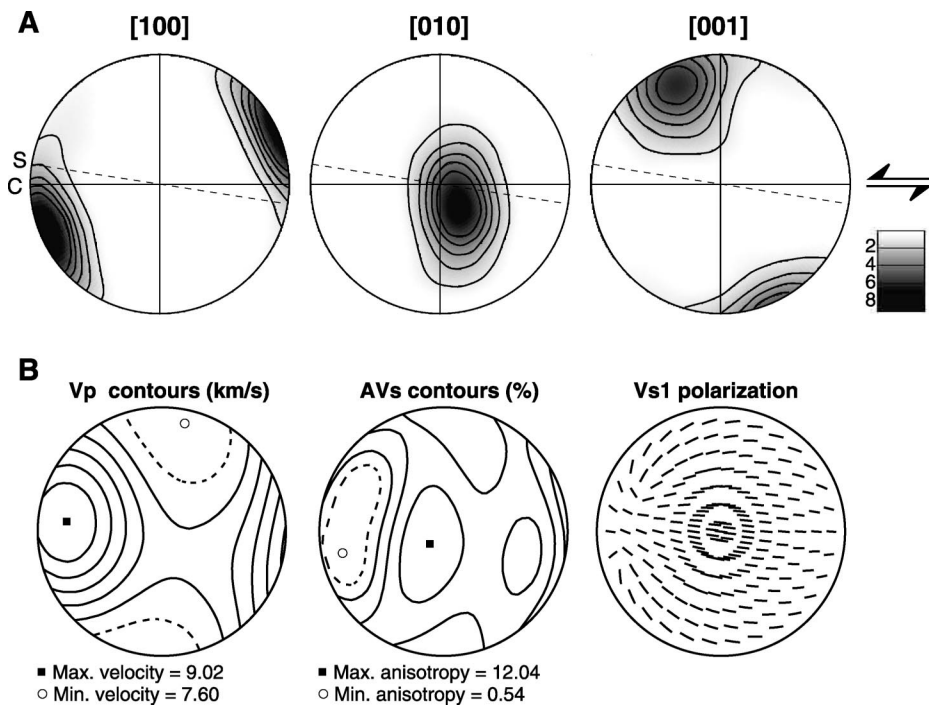 A
[100] [010] [001]
S
C
2
4
6
8
B
Vp contours (km/s) AVs contours (%) Vs1 polarization
■ Max. velocity = 9.02 ■ Max. anisotropy = 12.04
○ Min. velocity = 7.60 ○ Min. anisotropy = 0.54